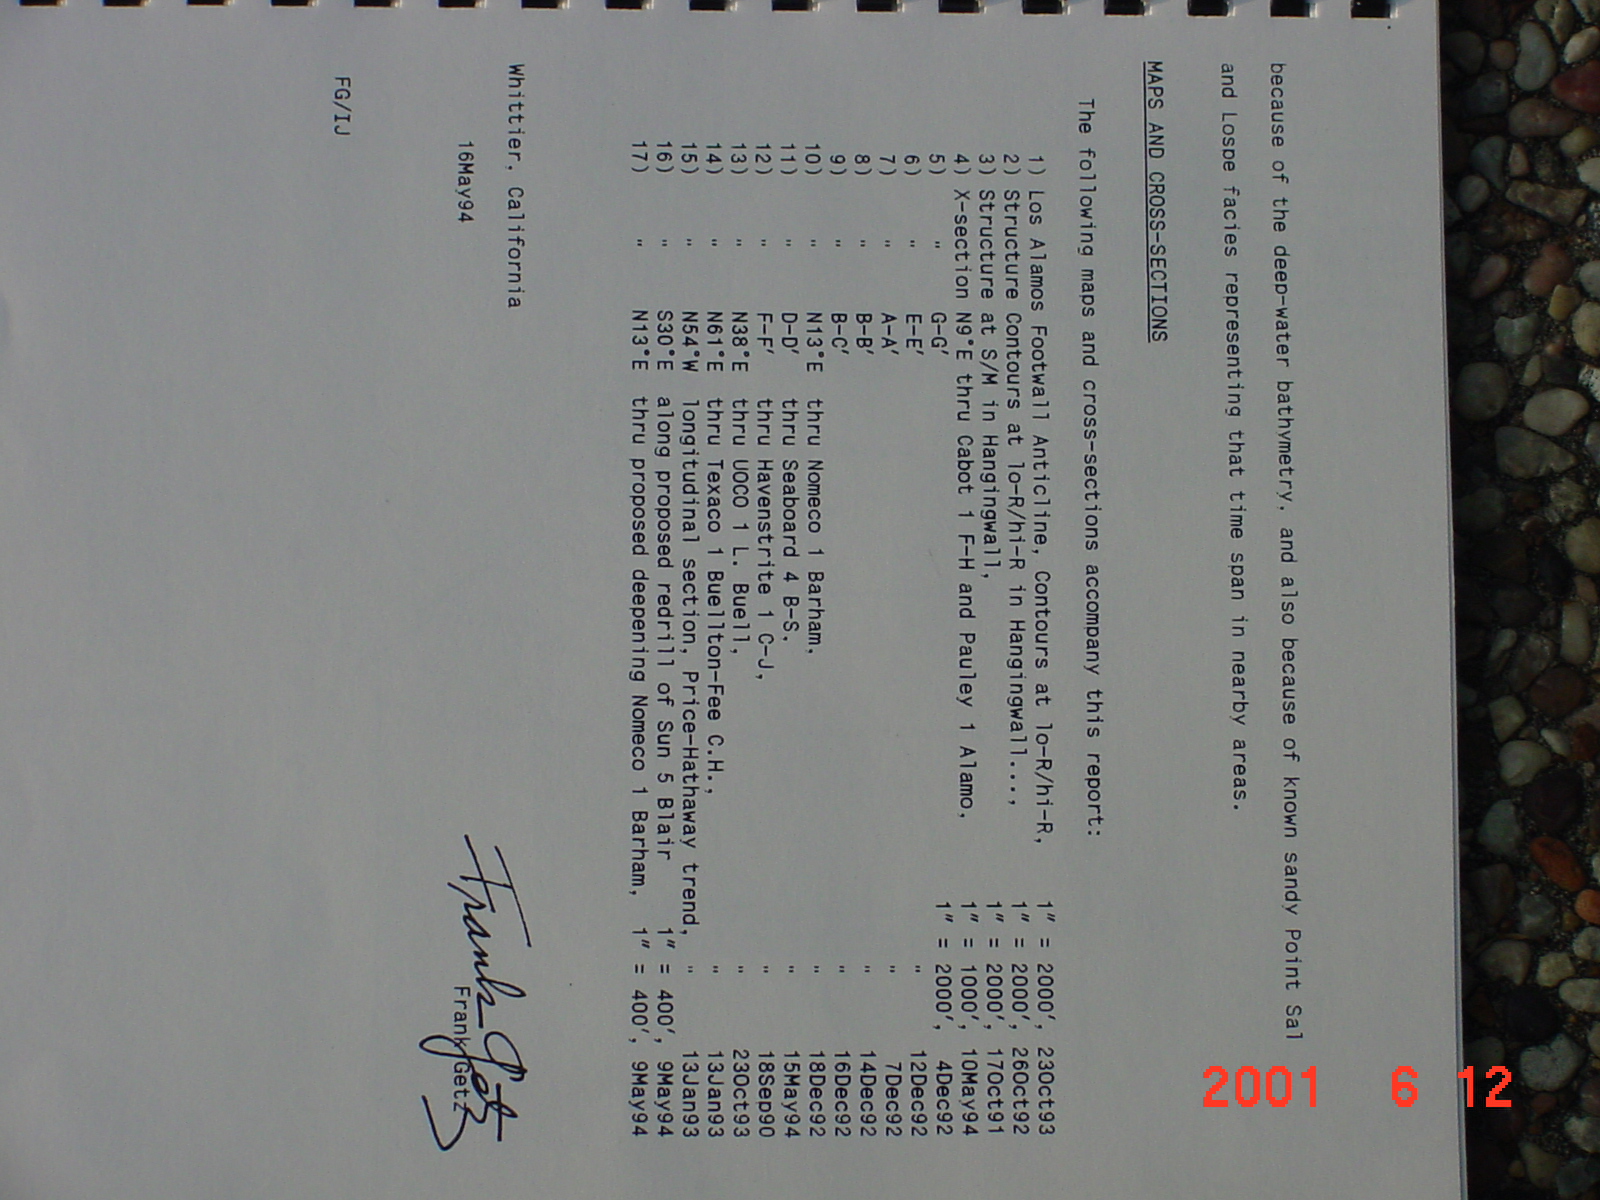 because of the deep-water bathymetry, and also because of known sandy Point Sal
and Lospe facies representing that time span in nearby areas.
MAPS AND CROSS-SECTIONS
The following maps and cross-sections accompany this report:
1) Los Alamos Footwall Anticline, Contours at lo-R/hi-R, 1" = 2000', 23Oct93
2) Structure Contours at lo-R/hi-R in Hangingwall..., 1" = 2000', 26Oct92
3) Structure at S/M in Hangingwall, 1" = 2000', 17Oct91
4) X-section N9°E thru Cabot 1 F-H and Pauley 1 Alamo, 1" = 1000', 10May94
5) " G-G' 1" = 2000', 4Dec92
6) " E-E' " 12Dec92
7) " A-A' " 7Dec92
8) " B-B' " 14Dec92
9) " B-C' " 16Dec92
10) " N13°E thru Nomeco 1 Barham, " 18Dec92
11) " D-D' thru Seaboard 4 B-S, " 15May94
12) " F-F' thru Havenstrite 1 C-J, " 18Sep90
13) " N38°E thru UOCO 1 L. Buell, " 23Oct93
14) " N61°E thru Texaco 1 Buellton-Fee C.H., " 13Jan93
15) " N54°W longitudinal section, Price-Hathaway trend, " 13Jan93
16) " S30°E along proposed redrill of Sun 5 Blair 1" = 400', 9May94
17) " N13°E thru proposed deepening Nomeco 1 Barham, 1" = 400', 9May94
Whittier, California
16May94
Frank Getz
Frank Getz
FG/IJ
2001 6 12